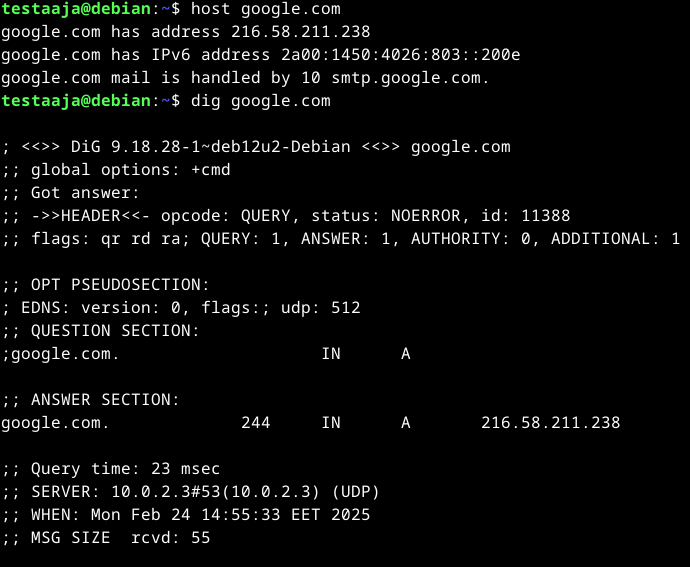 testaaja@debian:~$ host google.com
google.com has address 216.58.211.238
google.com has IPv6 address 2a00:1450:4026:803::200e
google.com mail is handled by 10 smtp.google.com.
testaaja@debian:~$ dig google.com

; <<>> DiG 9.18.28-1~deb12u2-Debian <<>> google.com
;; global options: +cmd
;; Got answer:
;; ->>HEADER<<- opcode: QUERY, status: NOERROR, id: 11388
;; flags: qr rd ra; QUERY: 1, ANSWER: 1, AUTHORITY: 0, ADDITIONAL: 1

;; OPT PSEUDOSECTION:
; EDNS: version: 0, flags:; udp: 512
;; QUESTION SECTION:
;google.com.                    IN      A

;; ANSWER SECTION:
google.com.             244     IN      A       216.58.211.238

;; Query time: 23 msec
;; SERVER: 10.0.2.3#53(10.0.2.3) (UDP)
;; WHEN: Mon Feb 24 14:55:33 EET 2025
;; MSG SIZE  rcvd: 55